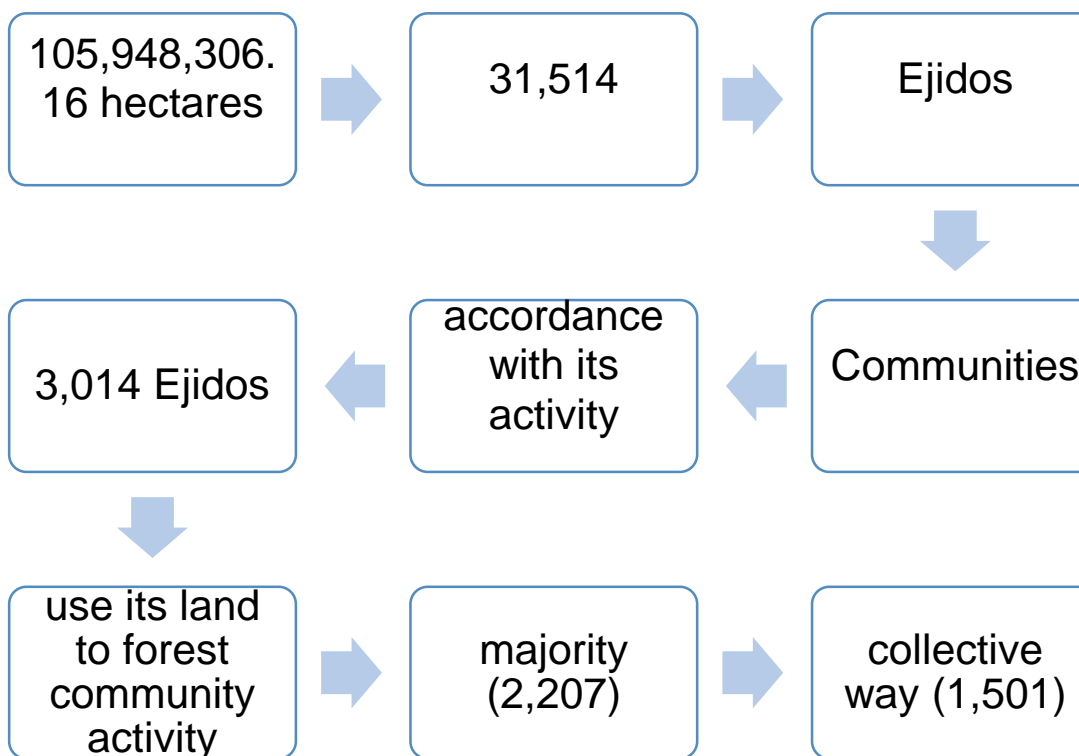 105,948,306.
16 hectares
31,514
Ejidos
Communities
accordance
with its
activity
3,014 Ejidos
use its land
to forest
community
activity
majority
(2,207)
collective
way (1,501)